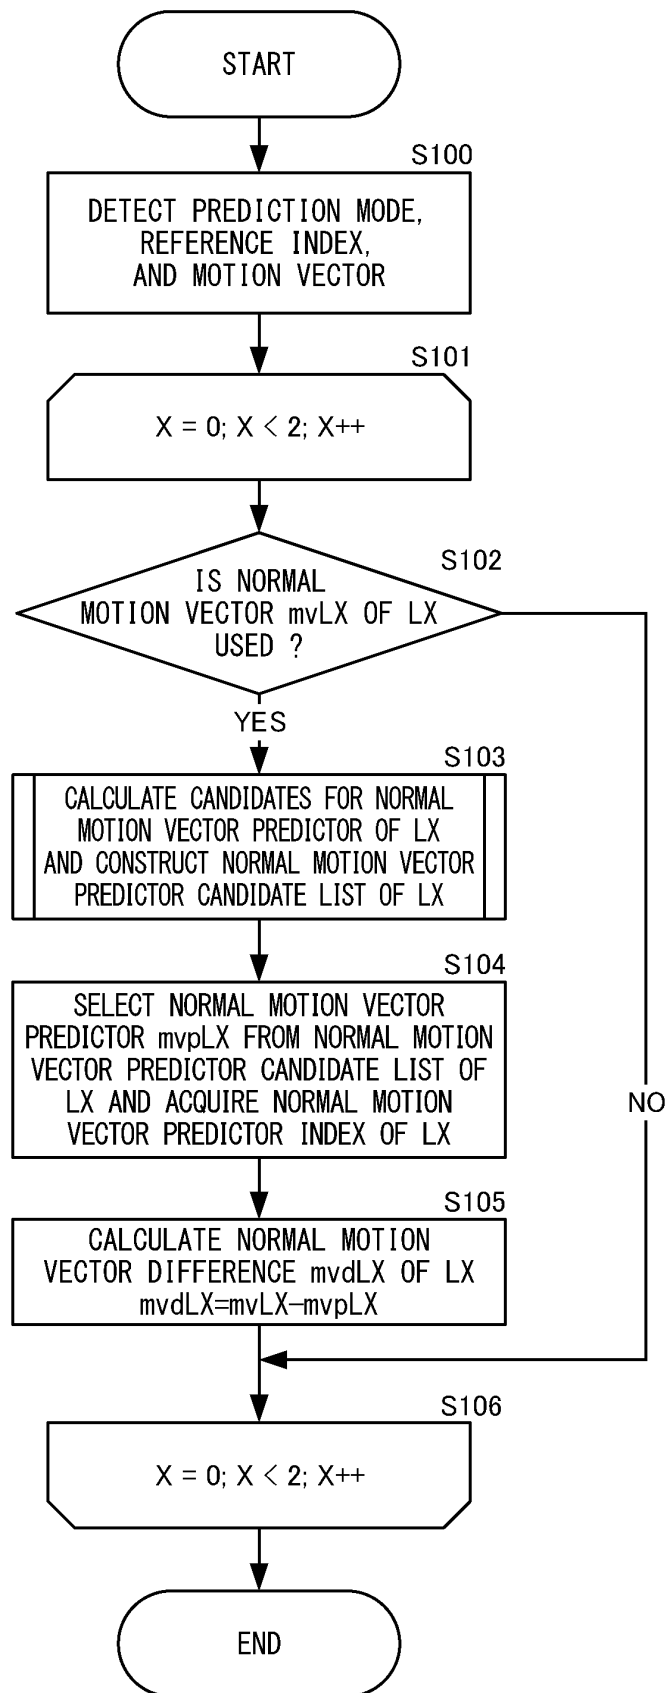 START
S100
DETECT PREDICTION MODE,
REFERENCE INDEX,
AND MOTION VECTOR
S101
X = 0; X < 2; X++
S102
IS NORMAL
MOTION VECTOR mvLX OF LX
USED ?
YES
S103
CALCULATE CANDIDATES FOR NORMAL
MOTION VECTOR PREDICTOR OF LX
AND CONSTRUCT NORMAL MOTION VECTOR
PREDICTOR CANDIDATE LIST OF LX
S104
SELECT NORMAL MOTION VECTOR
PREDICTOR mvpLX FROM NORMAL MOTION
VECTOR PREDICTOR CANDIDATE LIST OF
LX AND ACQUIRE NORMAL MOTION
VECTOR PREDICTOR INDEX OF LX
NO
S105
CALCULATE NORMAL MOTION
VECTOR DIFFERENCE mvdLX OF LX
mvdLX=mvLX-mvpLX
S106
X = 0; X < 2; X++
END